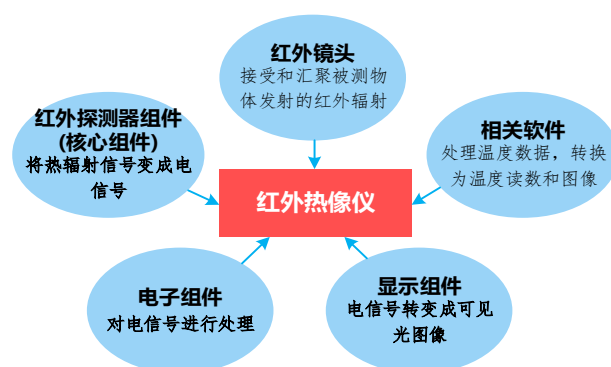 红外镜头
接受和汇聚被测物
体发射的红外辐射
红外探测器组件
(核心组件)
将热辐射信号变成电
信号
相关软件
处理温度数据，转换
为温度读数和图像
红外热像仪
电子组件
对电信号进行处理
显示组件
电信号转变成可见
光图像